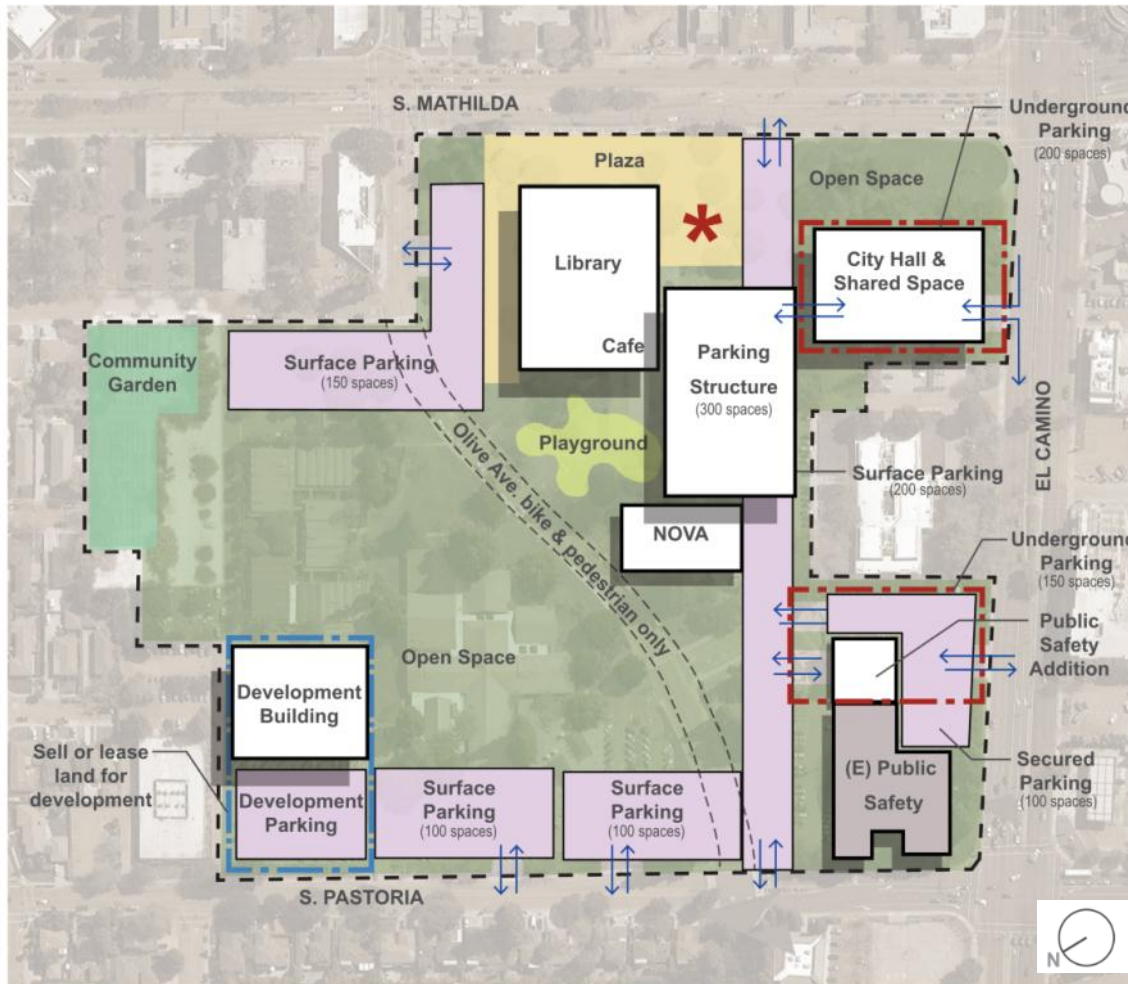 S. MATHILDA
Underground
Parking
(200 spaces)
Plaza
Open Space
*
Library
City Hall &
Shared Space
Cafe
Community
Garden
Surface Parking
(150 spaces)
Parking
Structure
(300 spaces)
Playground
Olive Ave. bike & pedestrian only
EL CAMINO
Surface Parking
(200 spaces)
NOVA
Underground
Parking
(150 spaces)
Public
Safety
Addition
Open Space
Development
Building
Sell or lease
land for
development
Development
Parking
Surface
Parking
(100 spaces)
Surface
Parking
(100 spaces)
(E) Public
Safety
Secured
Parking
(100 spaces)
S. PASTORIA
N